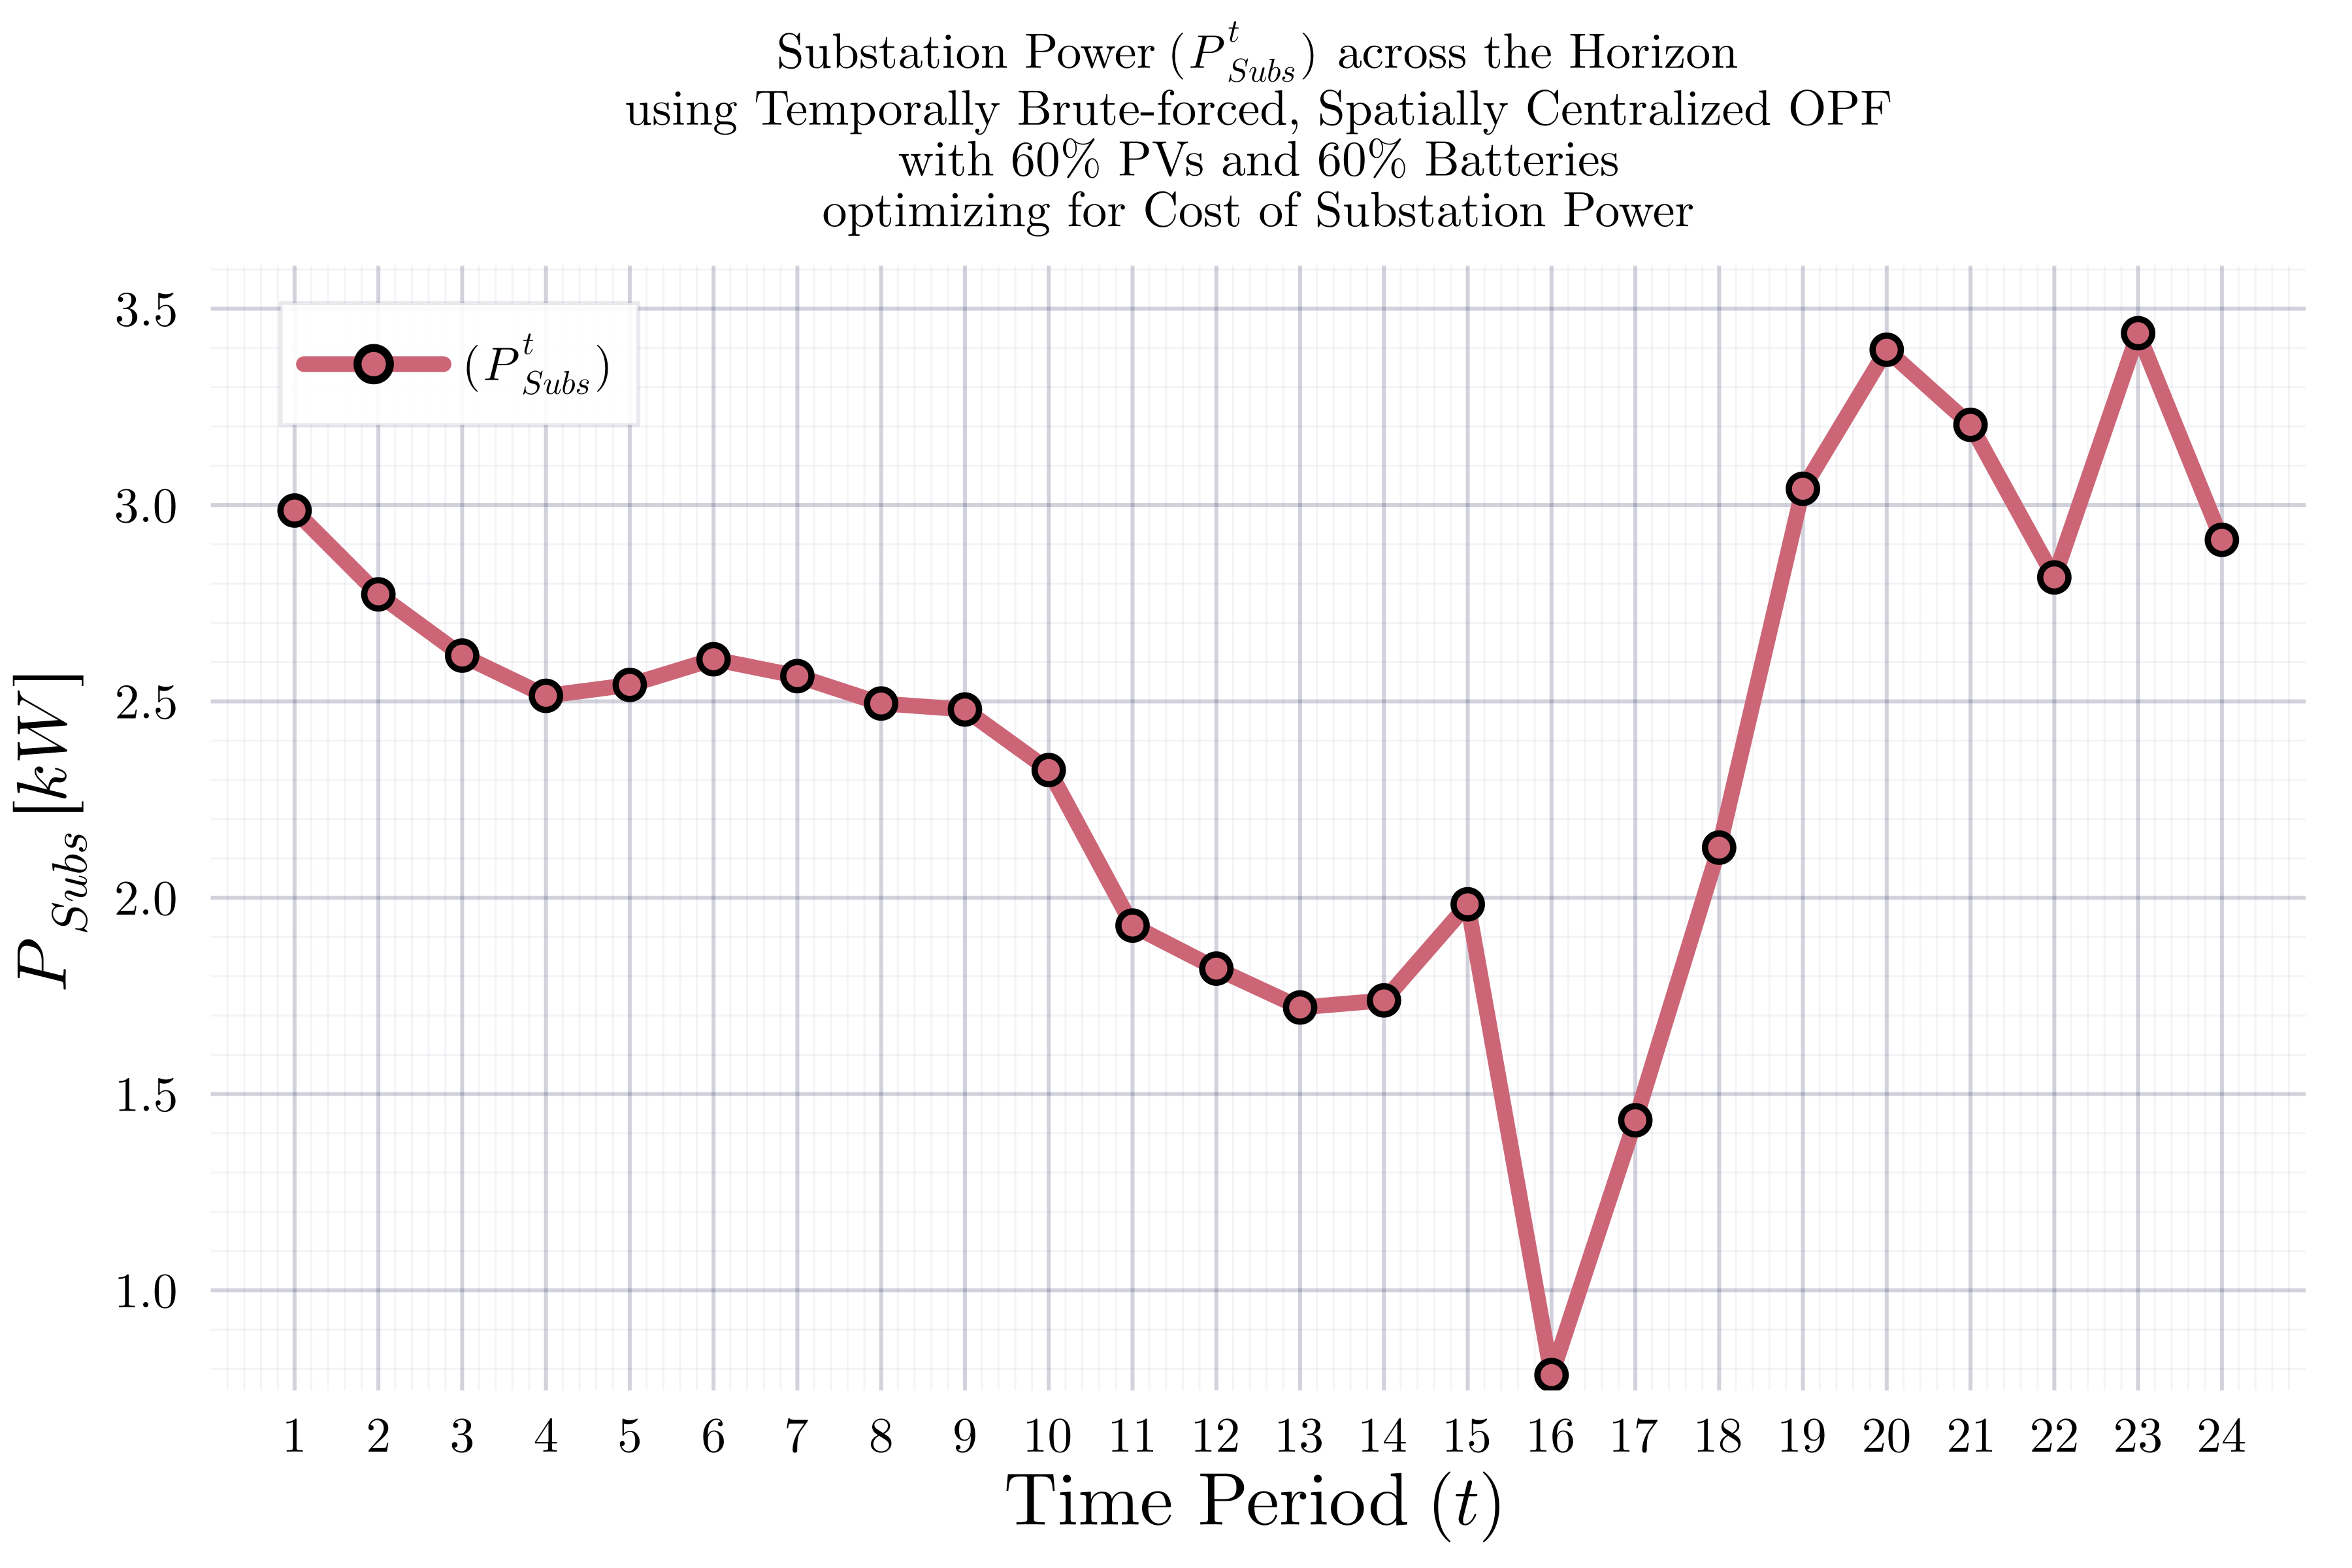 Substation Power (P^t_Subs) across the Horizon
using Temporally Brute-forced, Spatially Centralized OPF
with 60% PVs and 60% Batteries
optimizing for Cost of Substation Power
(P^t_Subs)
P_Subs [kW]
3.5
3.0
2.5
2.0
1.5
1.0
1 2 3 4 5 6 7 8 9 10 11 12 13 14 15 16 17 18 19 20 21 22 23 24
Time Period (t)